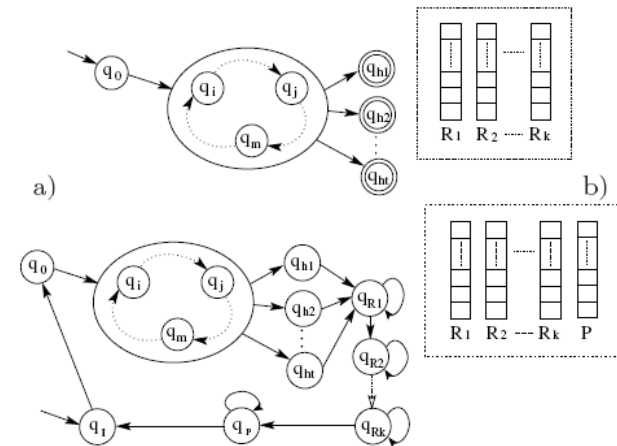 q0
qi
qj
qm
qh1
qh2
qht
R1 R2 Rk
a)
b)
q0
qi
qj
qm
qh1
qh2
qht
qR1
qR2
qRk
qP
qI
R1 R2 Rk P